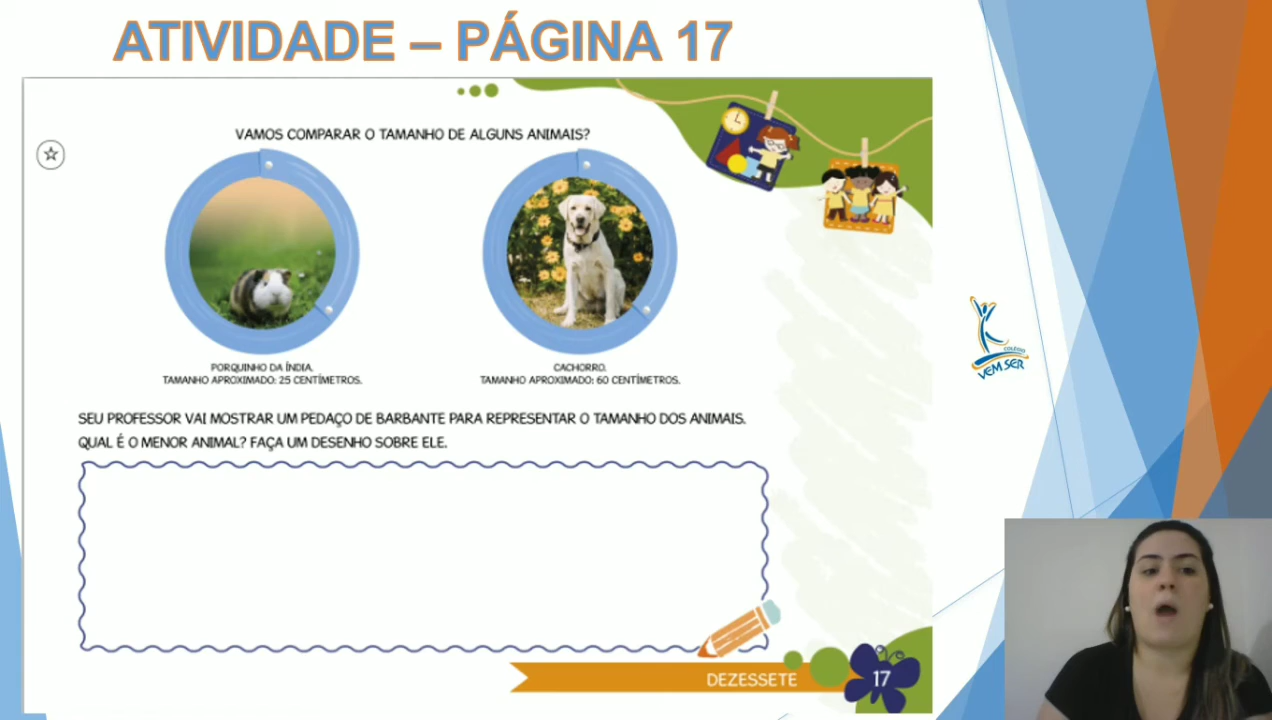 ATIVIDADE – PÁGINA 17
VAMOS COMPARAR O TAMANHO DE ALGUNS ANIMAIS?
PORQUINHO DA ÍNDIA.
TAMANHO APROXIMADO: 25 CENTÍMETROS.
CACHORRO.
TAMANHO APROXIMADO: 60 CENTÍMETROS.
SEU PROFESSOR VAI MOSTRAR UM PEDAÇO DE BARBANTE PARA REPRESENTAR O TAMANHO DOS ANIMAIS.
QUAL É O MENOR ANIMAL? FAÇA UM DESENHO SOBRE ELE.
DEZESSETE
17
COLÉGIO
VEM SER